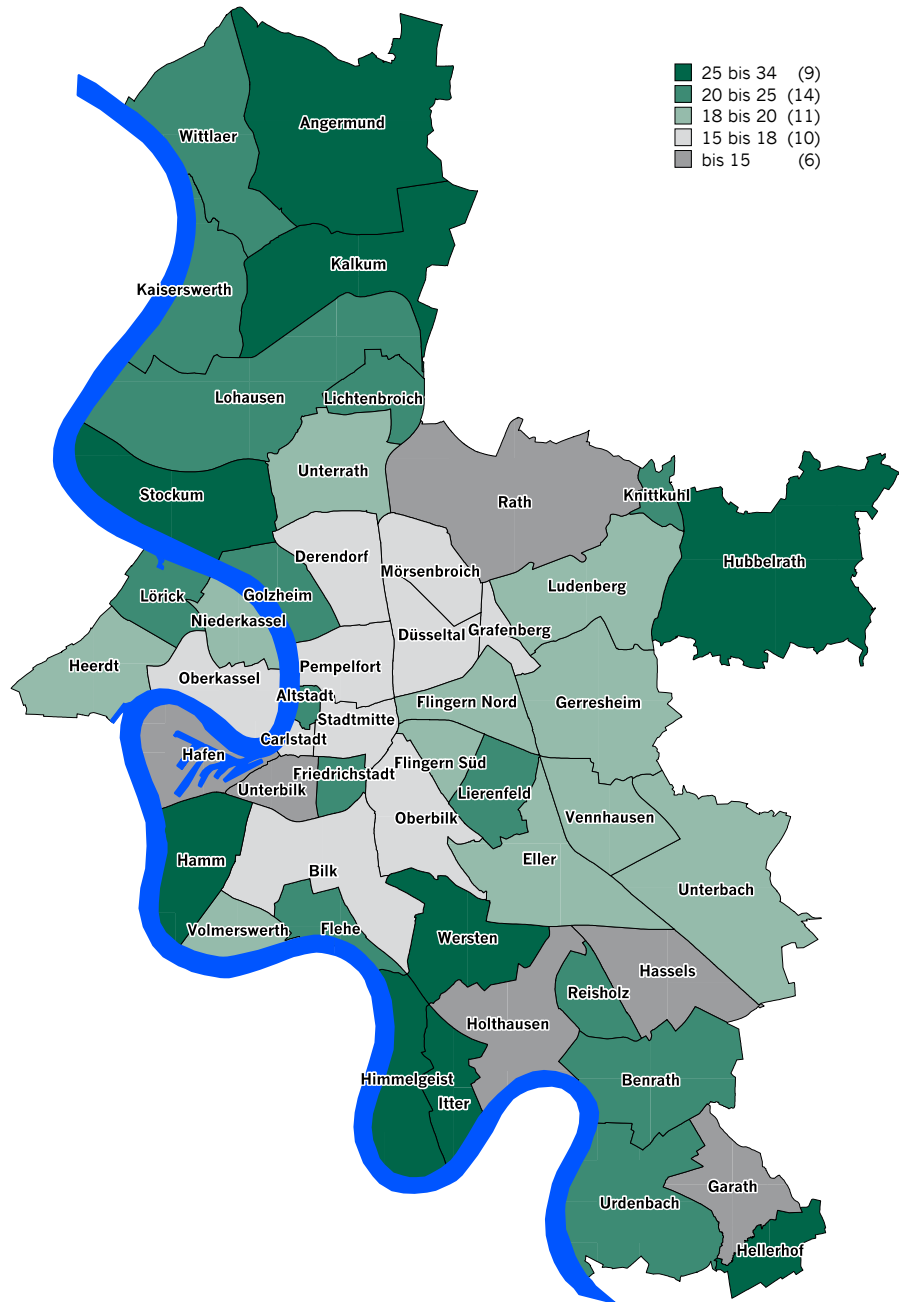 25 bis 34 (9)
20 bis 25 (14)
18 bis 20 (11)
15 bis 18 (10)
bis 15 (6)
Angermund
Wittlaer
Kalkum
Kaiserswerth
Lohausen
Lichtenbroich
Unterrath
Stockum
Rath
Knittkuhl
Hubbelrath
Derendorf
Mörsenbroich
Ludenberg
Lörick
Golzheim
Niederkassel
Düsseltal
Grafenberg
Heerdt
Pempelfort
Oberkassel
Altstadt
Flingern Nord
Gerresheim
Stadtmitte
Carlstadt
Hafen
Flingern Süd
Friedrichstadt
Unterbilk
Lierenfeld
Oberbilk
Vennhausen
Hamm
Eller
Bilk
Unterbach
Volmerswerth
Flehe
Wersten
Hassels
Reisholz
Holthausen
Himmelgeist
Benrath
Itter
Garath
Urdenbach
Hellerhof